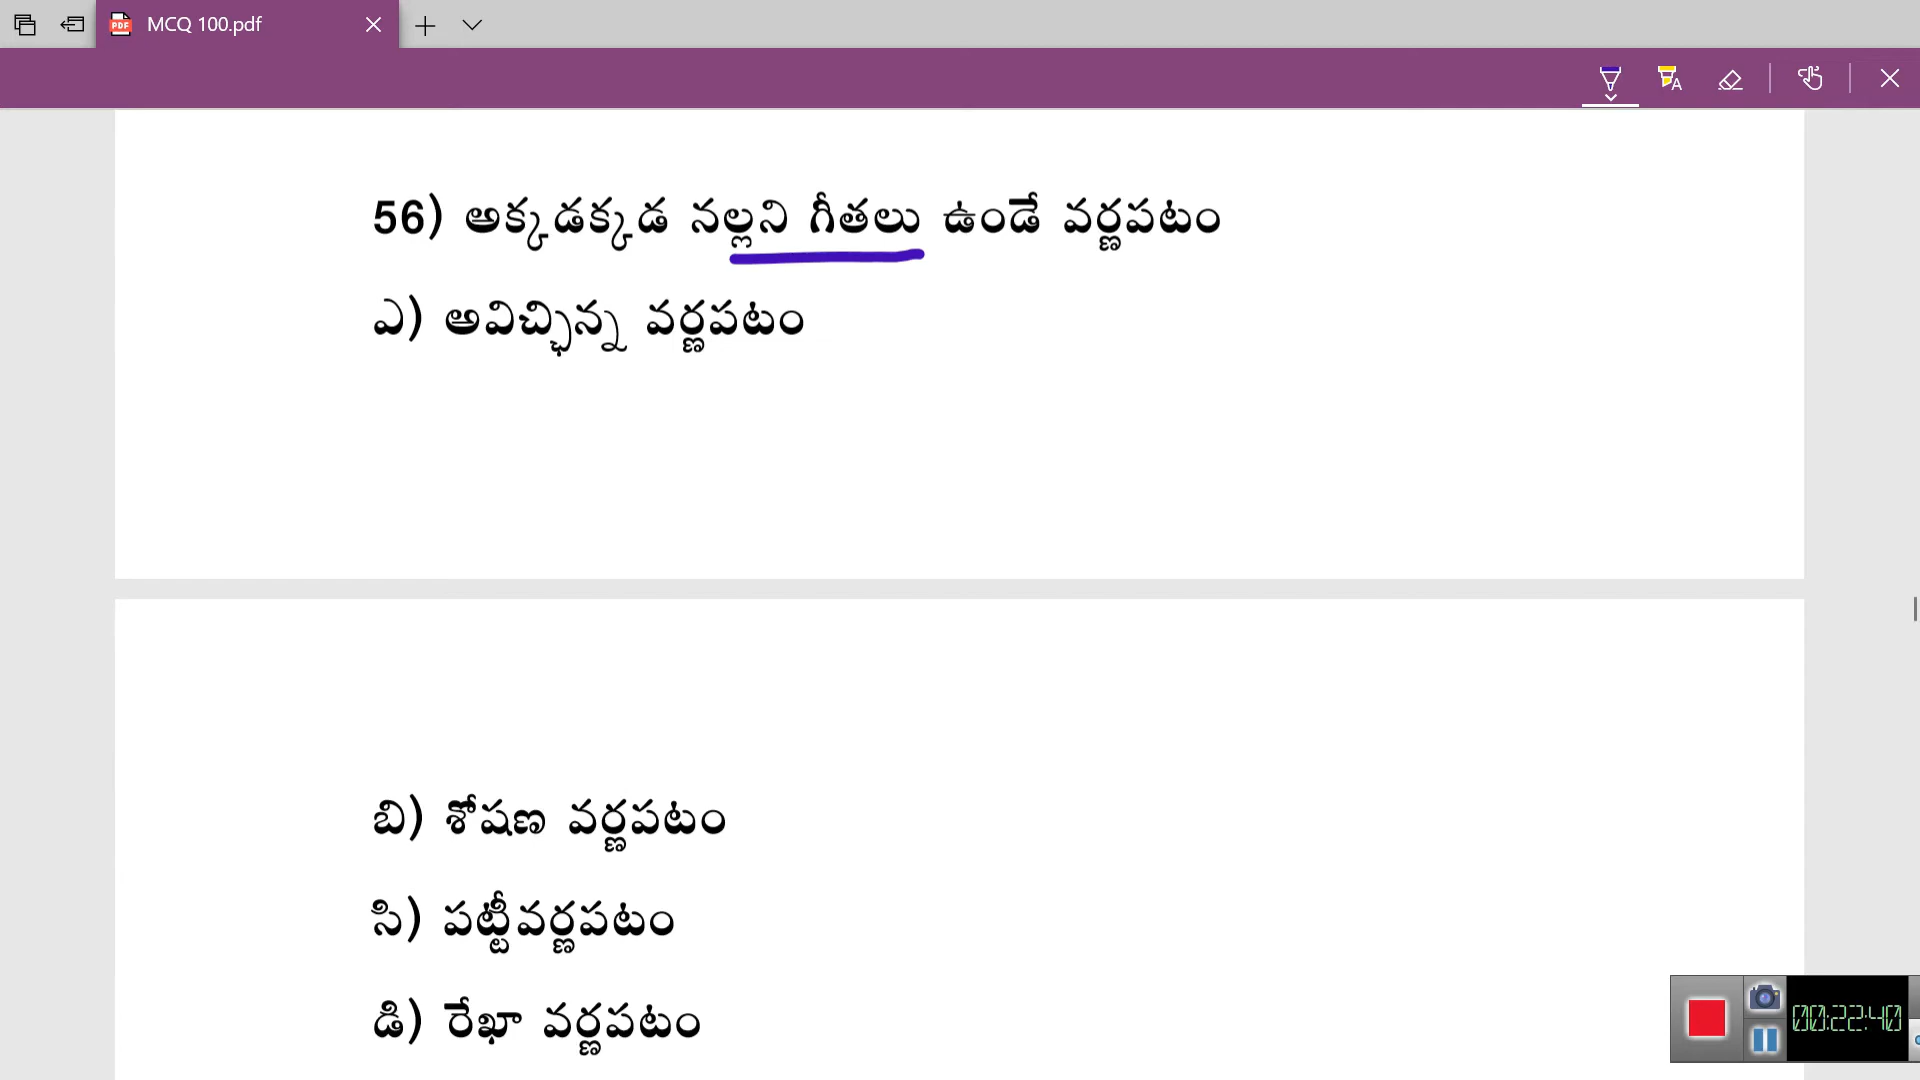 MCQ 100.pdf
56) అక్కడక్కడ నల్లని గీతలు ఉండే వర్ణపటం
ఎ) అవిచ్ఛిన్న వర్ణపటం
బి) శోషణ వర్ణపటం
సి) పట్టీవర్ణపటం
డి) రేఖా వర్ణపటం
00:22:40